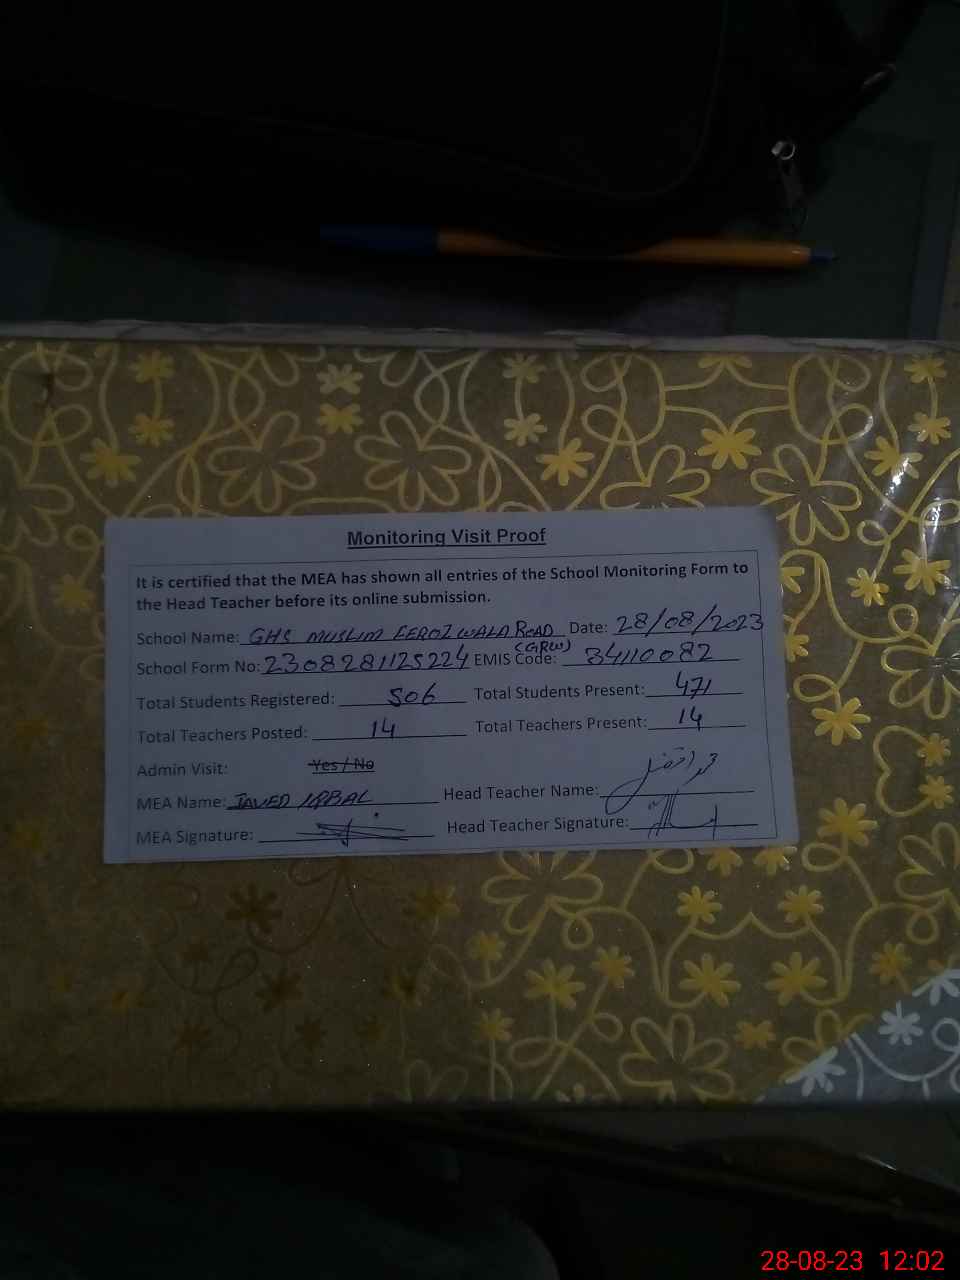 Monitoring Visit Proof
It is certified that the MEA has shown all entries of the School Monitoring Form to
the Head Teacher before its online submission.
School Name: GHS MUSLIM FEROZWALA ROAD Date: 28/08/2023
(GRW)
School Form No: 2308281125224 EMIS Code: 34110082
Total Students Registered: 506 Total Students Present: 471
Total Teachers Posted: 14 Total Teachers Present: 14
Admin Visit: Yes / No
MEA Name: JAVED IQBAL Head Teacher Name:
MEA Signature: Head Teacher Signature:
28-08-23 12:02